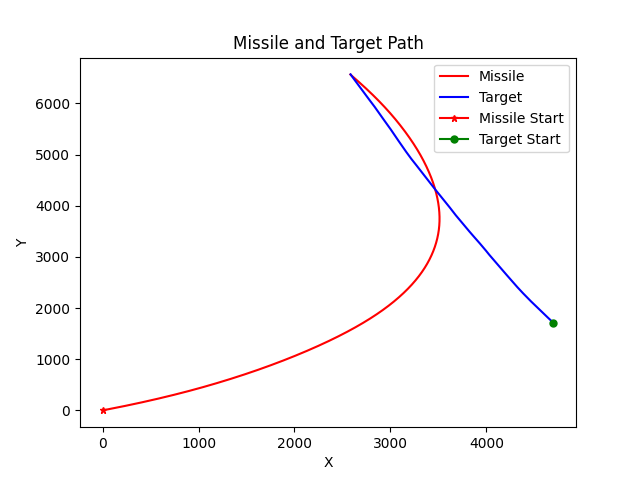 Missile and Target Path
Missile
Target
Missile Start
Target Start
6000
5000
4000
3000
2000
1000
0
Y
0
1000
2000
3000
4000
X